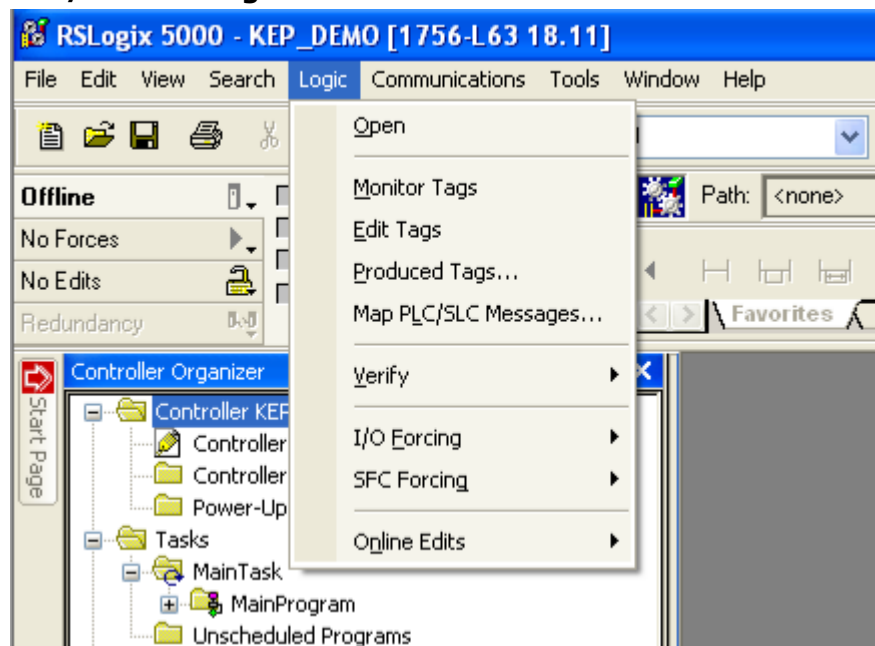 RSLogix 5000 - KEP_DEMO [1756-L63 18.11]
File Edit View Search Logic Communications Tools Window Help
Open
Monitor Tags
Edit Tags
Produced Tags...
Map PLC/SLC Messages...
Verify
I/O Forcing
SFC Forcing
Online Edits
Offline
No Forces
No Edits
Redundancy
Path: <none>
Favorites
Start Page
Controller Organizer
Controller KEP
Controller
Controller
Power-Up
Tasks
MainTask
MainProgram
Unscheduled Programs